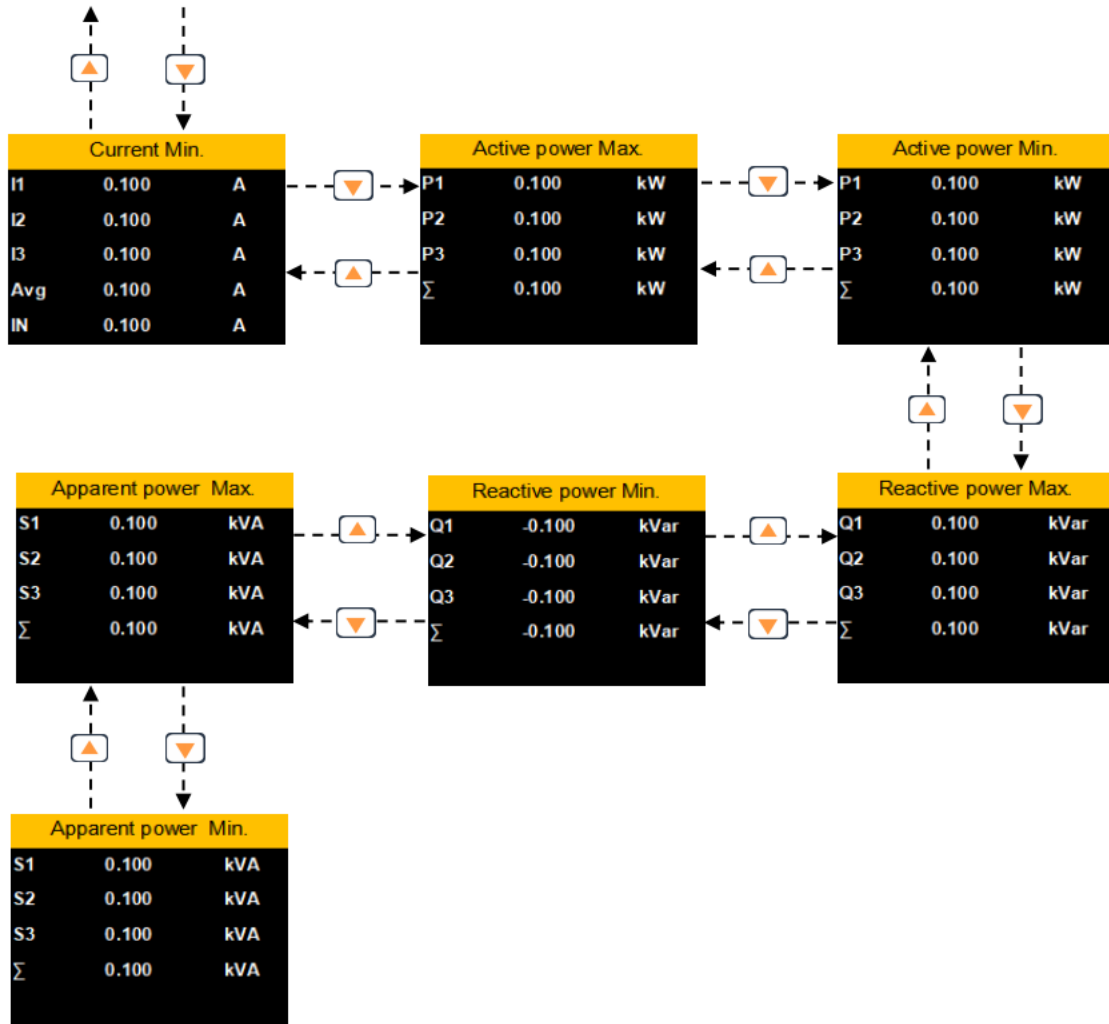 Current Min.
I1 0.100 A
I2 0.100 A
I3 0.100 A
Avg 0.100 A
IN 0.100 A
Active power Max.
P1 0.100 kW
P2 0.100 kW
P3 0.100 kW
∑ 0.100 kW
Active power Min.
P1 0.100 kW
P2 0.100 kW
P3 0.100 kW
∑ 0.100 kW
Apparent power Max.
S1 0.100 kVA
S2 0.100 kVA
S3 0.100 kVA
∑ 0.100 kVA
Reactive power Min.
Q1 -0.100 kVar
Q2 -0.100 kVar
Q3 -0.100 kVar
∑ -0.100 kVar
Reactive power Max.
Q1 0.100 kVar
Q2 0.100 kVar
Q3 0.100 kVar
∑ 0.100 kVar
Apparent power Min.
S1 0.100 kVA
S2 0.100 kVA
S3 0.100 kVA
∑ 0.100 kVA